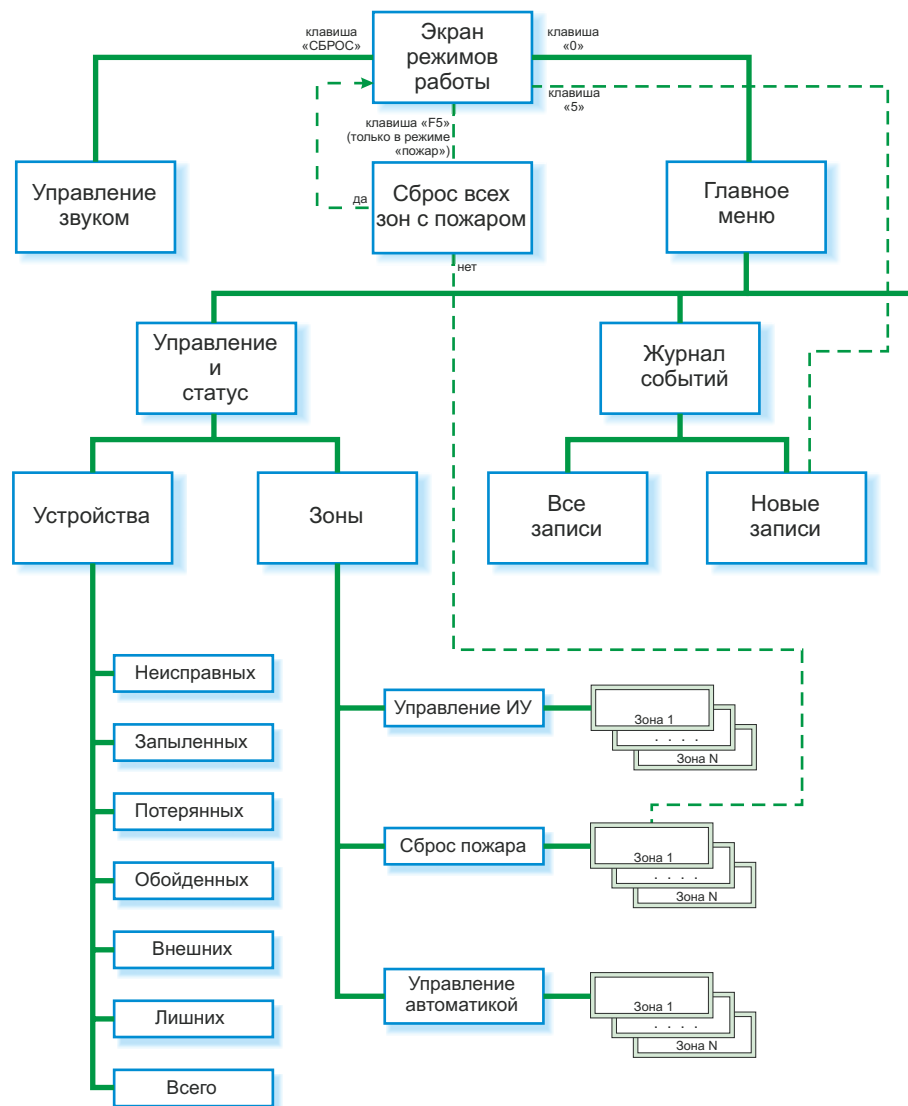 клавиша
«СБРОС»
Экран
режимов
работы
клавиша
«0»
клавиша
«5»
клавиша «F5»
(только в режиме
«пожар»)
Управление
звуком
да
Сброс всех
зон с пожаром
Главное
меню
нет
Управление
и
статус
Журнал
событий
Устройства
Зоны
Все
записи
Новые
записи
Неисправных
Запыленных
Потерянных
Обойденных
Внешних
Лишних
Всего
Управление ИУ
Зона 1
. . . .
Зона N
Сброс пожара
Зона 1
. . . .
Зона N
Управление
автоматикой
Зона 1
. . . .
Зона N